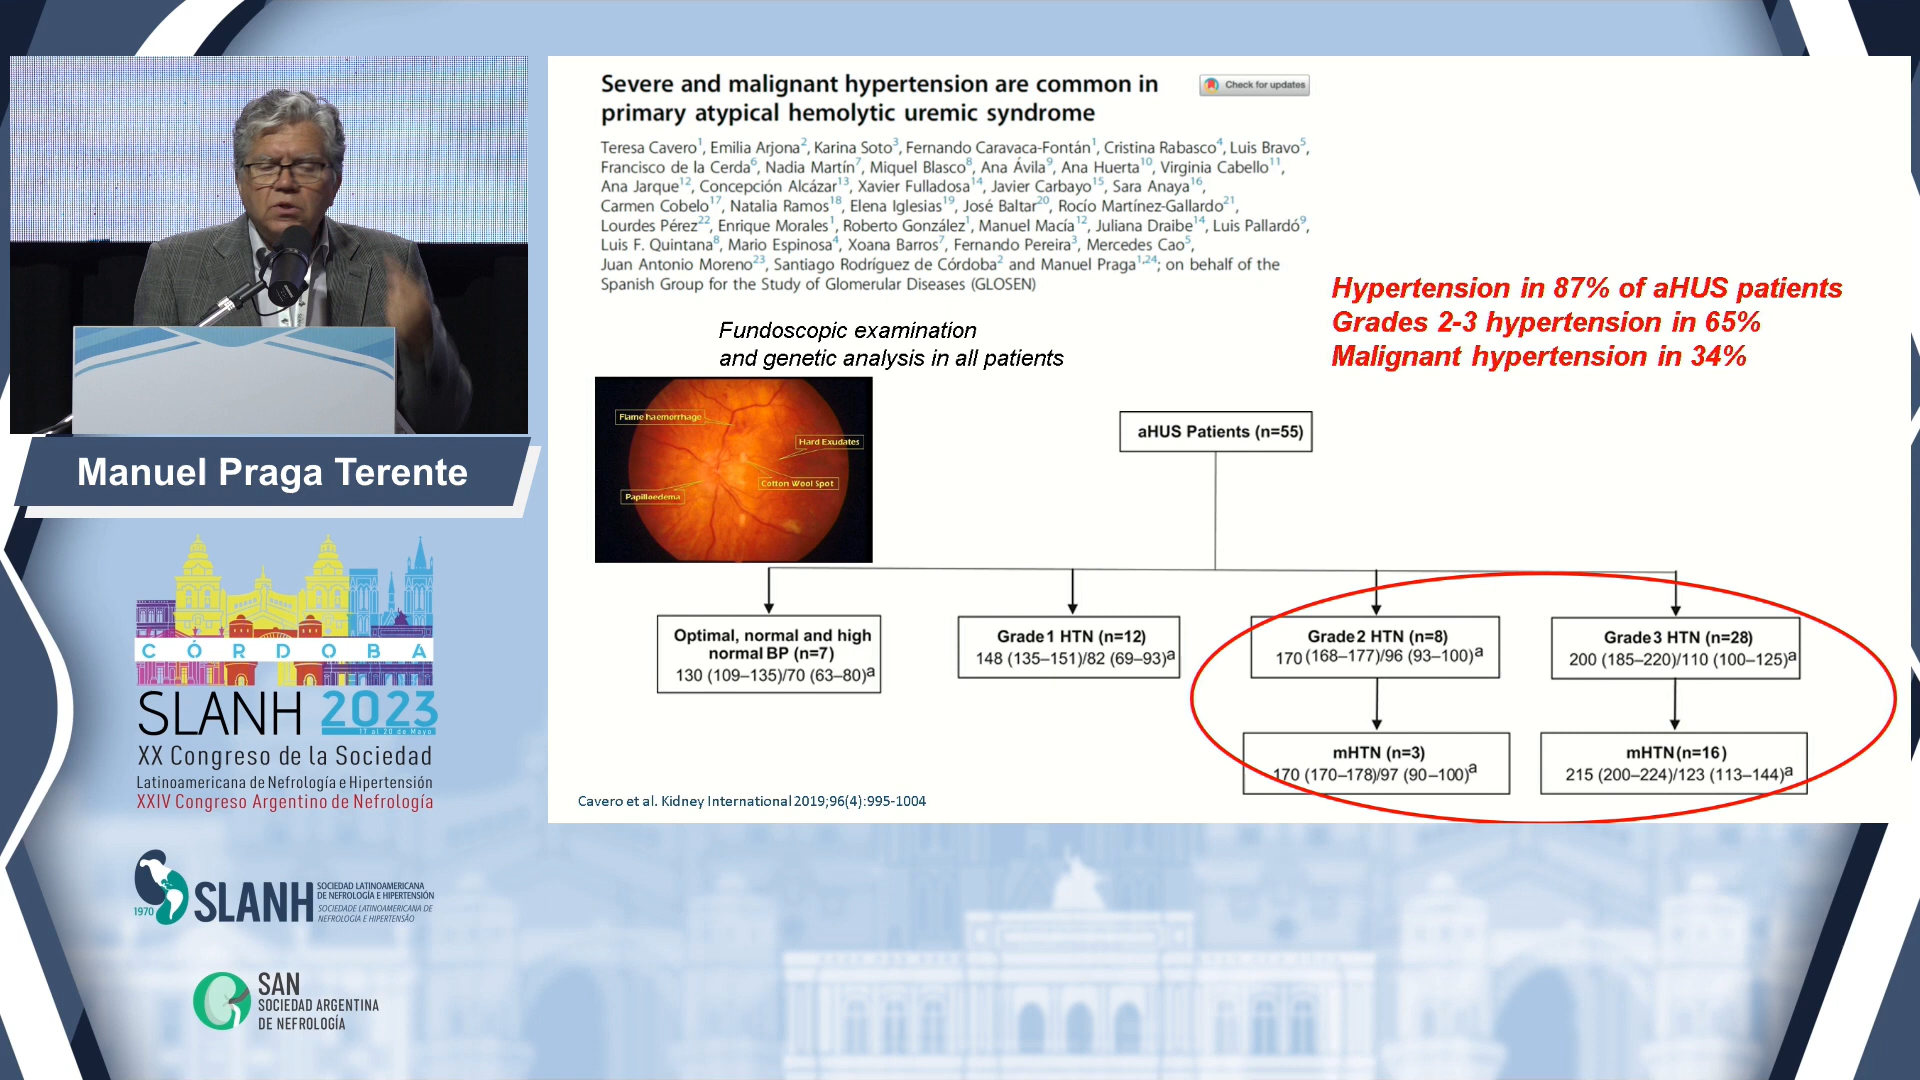 Severe and malignant hypertension are common in
primary atypical hemolytic uremic syndrome
Check for updates
Teresa Cavero1, Emilia Arjona2, Karina Soto3, Fernando Caravaca-Fontán1, Cristina Rabasco4, Luis Bravo5,
Francisco de la Cerda6, Nadia Martín7, Miquel Blasco8, Ana Ávila9, Ana Huerta10, Virginia Cabello11,
Ana Jarque12, Concepción Alcázar13, Xavier Fulladosa14, Javier Carbayo15, Sara Anaya16,
Carmen Cobelo17, Natalia Ramos18, Elena Iglesias19, José Baltar20, Rocío Martínez-Gallardo21,
Lourdes Pérez22, Enrique Morales1, Roberto González1, Manuel Macía12, Juliana Draibe14, Luis Pallardó9,
Luis F. Quintana8, Mario Espinosa4, Xoana Barros7, Fernando Pereira3, Mercedes Cao5,
Juan Antonio Moreno23, Santiago Rodríguez de Córdoba2 and Manuel Praga1,24; on behalf of the
Spanish Group for the Study of Glomerular Diseases (GLOSEN)
Hypertension in 87% of aHUS patients
Grades 2-3 hypertension in 65%
Malignant hypertension in 34%
Fundoscopic examination
and genetic analysis in all patients
Flame haemorrhage
Hard Exudates
Cotton Wool Spot
Papilloedema
aHUS Patients (n=55)
Optimal, normal and high
normal BP (n=7)
130 (109–135)/70 (63–80)a
Grade 1 HTN (n=12)
148 (135–151)/82 (69–93)a
Grade 2 HTN (n=8)
170 (168–177)/96 (93–100)a
Grade 3 HTN (n=28)
200 (185–220)/110 (100–125)a
mHTN (n=3)
170 (170–178)/97 (90–100)a
mHTN (n=16)
215 (200–224)/123 (113–144)a
Cavero et al. Kidney International 2019;96(4):995-1004
Manuel Praga Terente
CÓRDOBA
SLANH 2023
17 al 20 de Mayo
XX Congreso de la Sociedad
Latinoamericana de Nefrología e Hipertensión
XXIV Congreso Argentino de Nefrología
1970
SLANH
SOCIEDAD LATINOAMERICANA
DE NEFROLOGÍA E HIPERTENSIÓN
SOCIEDADE LATINOAMERICANA DE
NEFROLOGIA E HIPERTENSÃO
SAN
SOCIEDAD ARGENTINA
DE NEFROLOGÍA